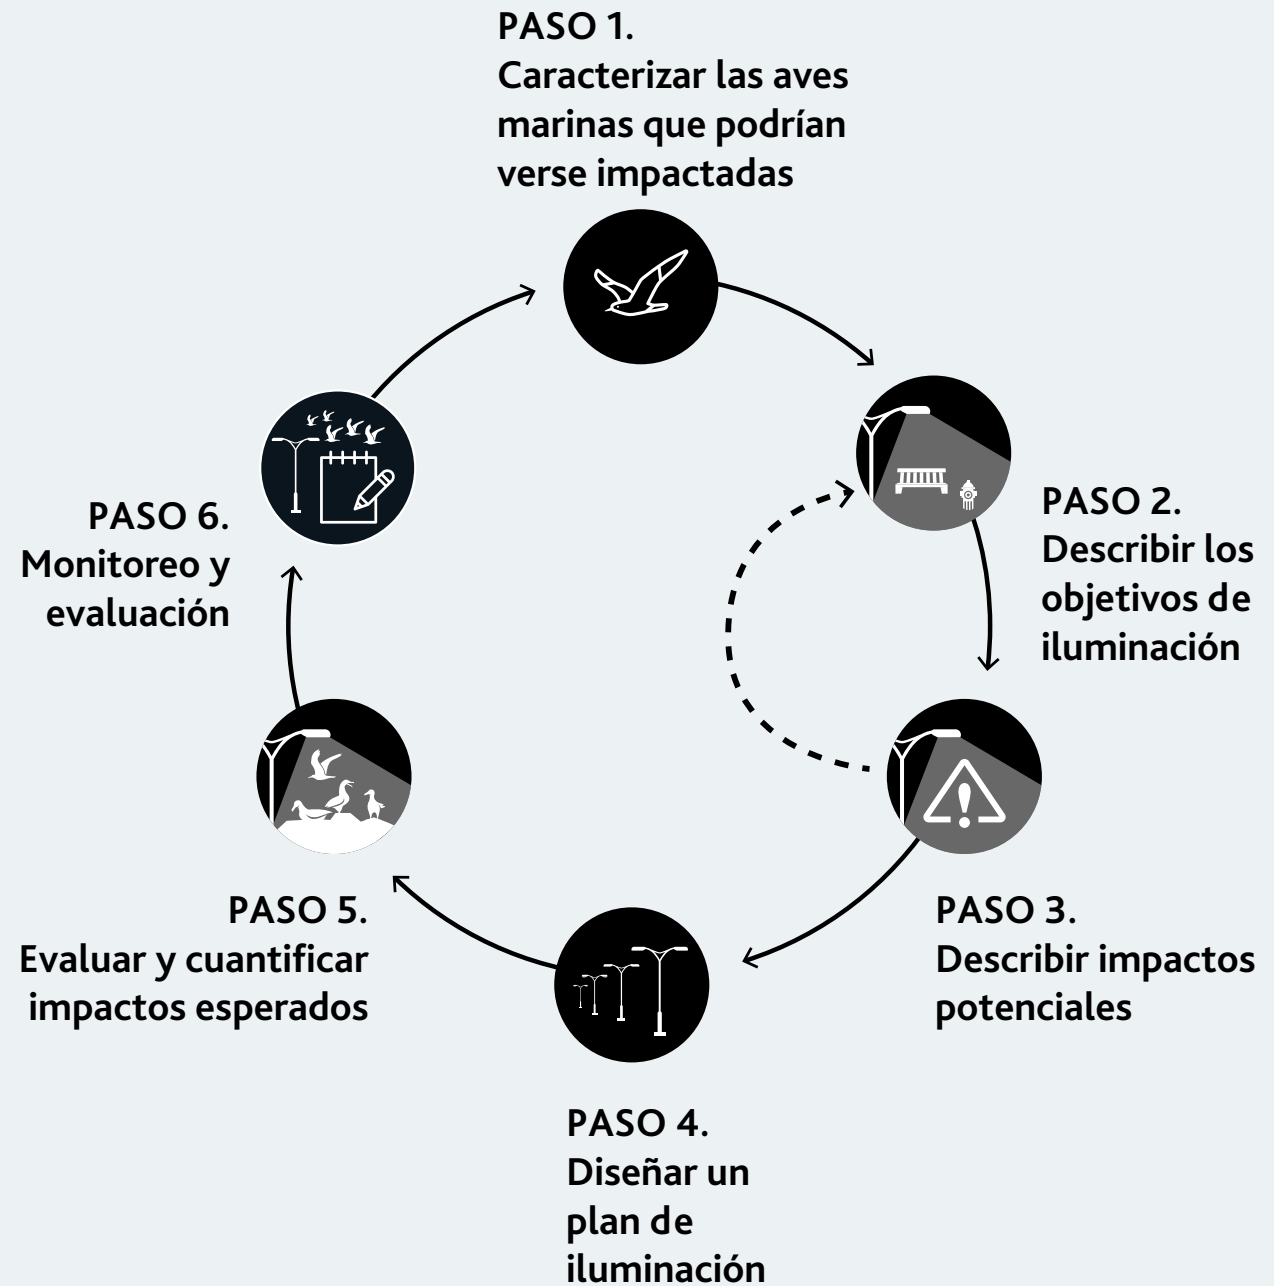 PASO 1.
Caracterizar las aves
marinas que podrían
verse impactadas
PASO 2.
Describir los
objetivos de
iluminación
PASO 3.
Describir impactos
potenciales
PASO 4.
Diseñar un
plan de
iluminación
PASO 5.
Evaluar y cuantificar
impactos esperados
PASO 6.
Monitoreo y
evaluación